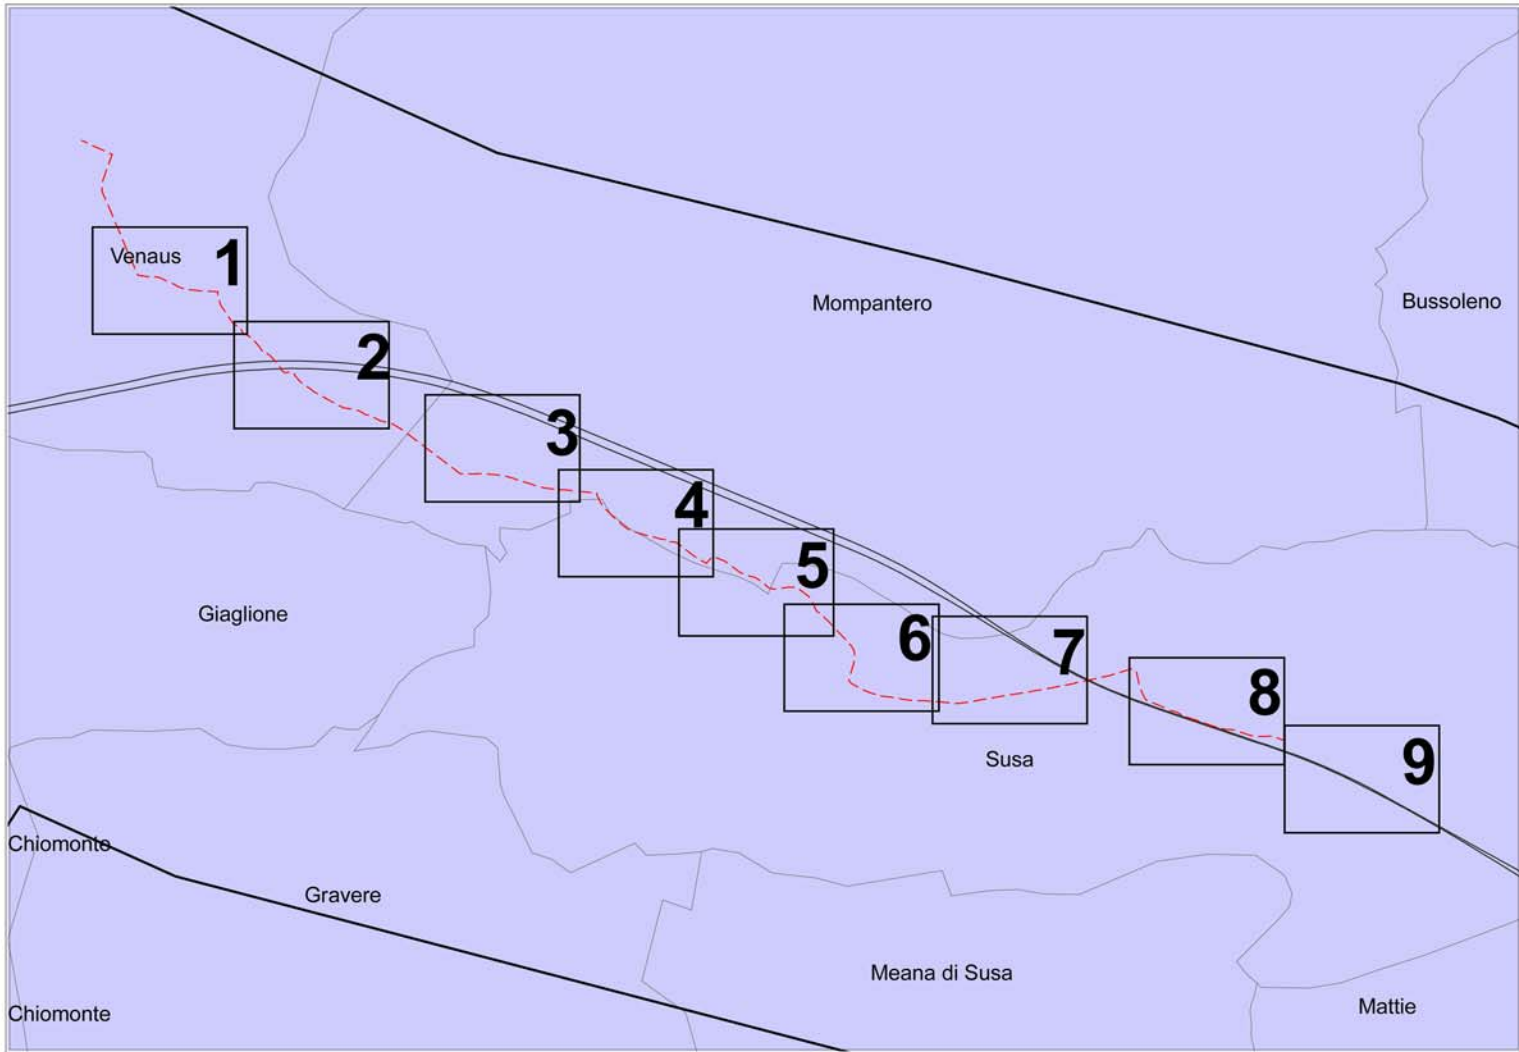 Venaus
1
2
Mompantero
Bussoleno
3
4
5
Giaglione
6
7
8
Susa
9
Chiomonte
Gravere
Meana di Susa
Mattie
Chiomonte